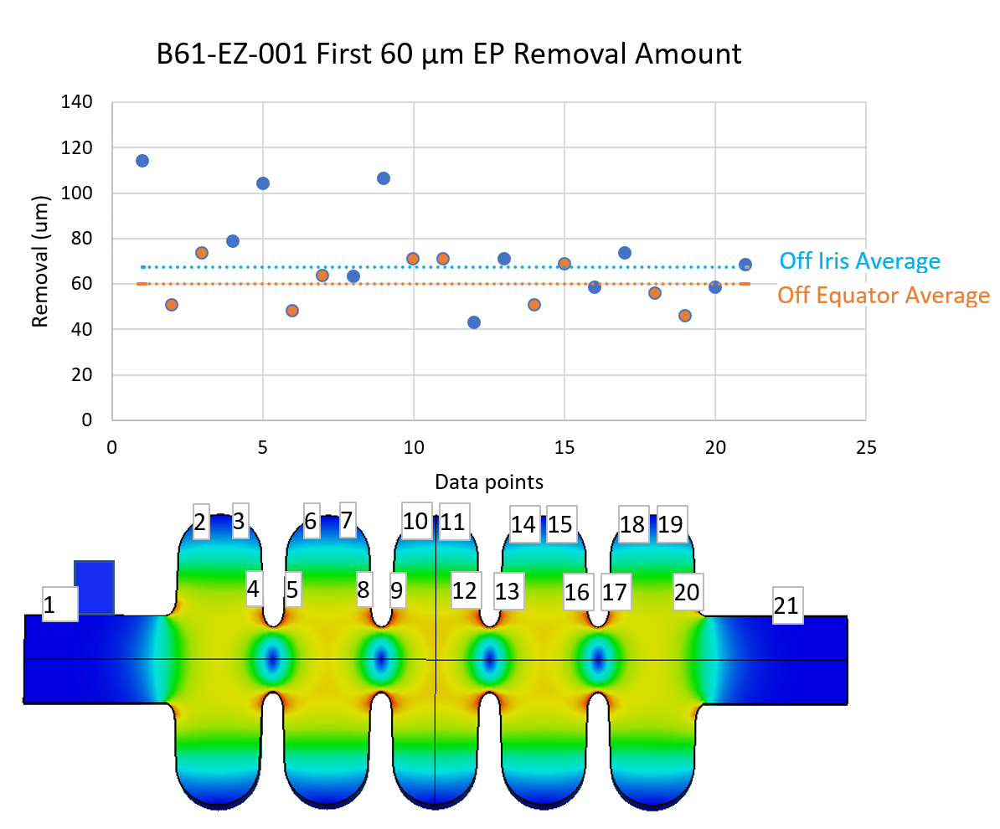 B61-EZ-001 First 60 μm EP Removal Amount
140
120
100
80
60
40
20
0
Removal (um)
Off Iris Average
Off Equator Average
0 5 10 15 20 25
Data points
2 3 6 7 10 11 14 15 18 19
1 4 5 8 9 12 13 16 17 20 21